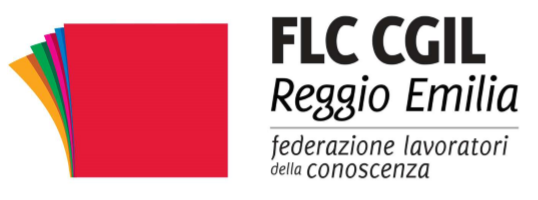 FLC CGIL
Reggio Emilia
federazione lavoratori
della conoscenza